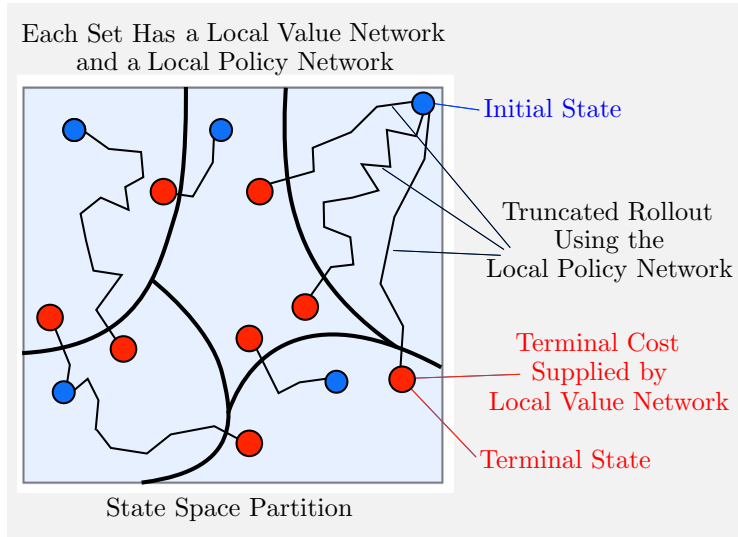 Each Set Has a Local Value Network
and a Local Policy Network
Initial State
Truncated Rollout
Using the
Local Policy Network
Terminal Cost
Supplied by
Local Value Network
Terminal State
State Space Partition